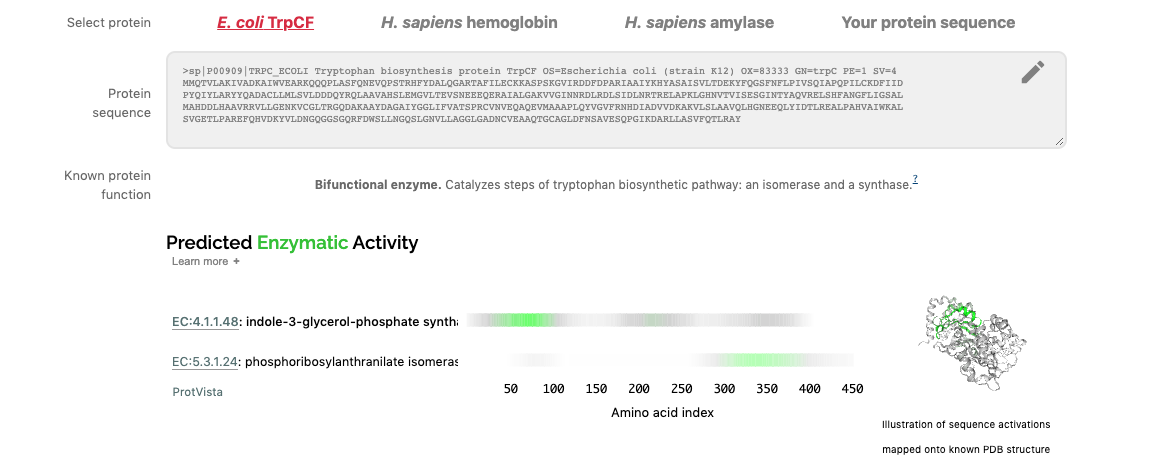 Select protein
E. coli TrpCF
H. sapiens hemoglobin
H. sapiens amylase
Your protein sequence
Protein
sequence
>sp|P00909|TRPC_ECOLI Tryptophan biosynthesis protein TrpCF OS=Escherichia coli (strain K12) OX=83333 GN=trpC PE=1 SV=4
MMQTVLAKIVADKAIWVEARKQQQPLASFQNEVQPSTRHFYDALQGARTAFILECKKASPSKGVIRDDFDPARIAAIYKHYASAISVLTDEKYFQGSFNFLPIVSQIAPQPILCKDFIID
PYQIYLARYYQADACLLMLSVLDDDQYRQLAAVAHSLEMGVLTEVSNEEEQERAIALGAKVVGINNRDLRDLSIDLNRTRELAPKLGHNVTVISESGINTYAQVRELSHFANGFLIGSAL
MAHDDLHAAVRRVLLGENKVCGLTRGQDAKAAYDAGAIYGGLIFVATSPRCVNVEQAQEVMAAAPLQYVGVFRNHDIADVVDKAKVLSLAAVQLHGNEEQLYIDTLREALPAHVAIWKAL
SVGETLPAREFQHVDKYVLDNGQGGSGQRFDWSLLNGQSLGNVLLAGGLGADNCVEAAQTGCAGLDFNSAVESQPGIKDARLLASVFQTLRAY
Known protein
function
Bifunctional enzyme. Catalyzes steps of tryptophan biosynthetic pathway: an isomerase and a synthase.?
Predicted Enzymatic Activity
Learn more +
EC:4.1.1.48: indole-3-glycerol-phosphate syntha
EC:5.3.1.24: phosphoribosylanthranilate isomeras
ProtVista
50 100 150 200 250 300 350 400 450
Amino acid index
Illustration of sequence activations
mapped onto known PDB structure